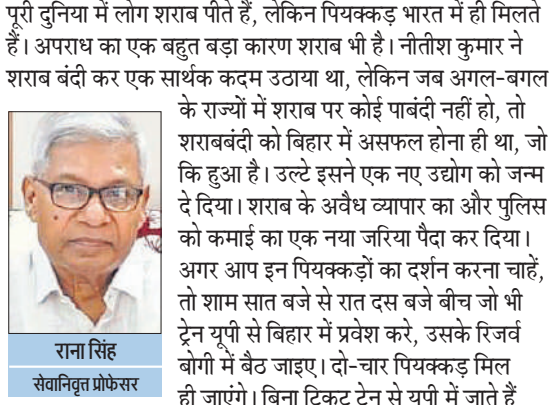 पूरी दुनिया में लोग शराब पीते हैं, लेकिन पियक्कड़ भारत में ही मिलते
हैं। अपराध का एक बहुत बड़ा कारण शराब भी है। नीतीश कुमार ने
शराब बंदी कर एक सार्थक कदम उठाया था, लेकिन जब अगल-बगल
के राज्यों में शराब पर कोई पाबंदी नहीं हो, तो
शराबबंदी को बिहार में असफल होना ही था, जो
कि हुआ है। उल्टे इसने एक नए उद्योग को जन्म
दे दिया। शराब के अवैध व्यापार का और पुलिस
को कमाई का एक नया जरिया पैदा कर दिया।
अगर आप इन पियक्कड़ों का दर्शन करना चाहें,
तो शाम सात बजे से रात दस बजे बीच जो भी
ट्रेन यूपी से बिहार में प्रवेश करे, उसके रिजर्व
बोगी में बैठ जाइए। दो-चार पियक्कड़ मिल
ही जाएंगे। बिना टिकट ट्रेन से यूपी में जाते हैं
राना सिंह
सेवानिवृत्त प्रोफेसर